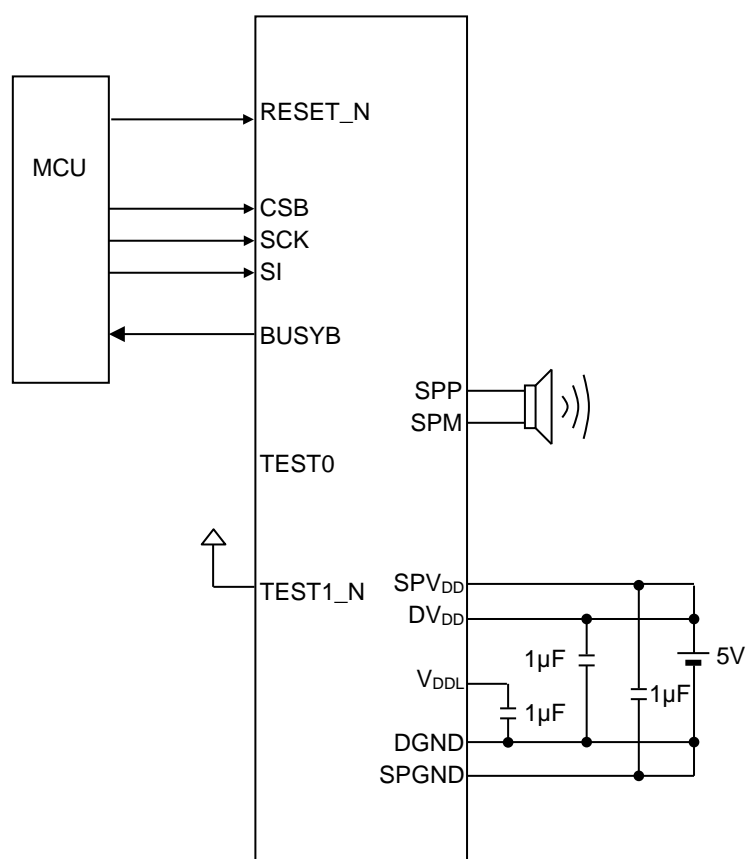 RESET_N
MCU
CSB
SCK
SI
BUSYB
SPP
SPM
TEST0
TEST1_N
SPVDD
DVDD
5V
1µF
VDDL
1µF
1µF
DGND
SPGND